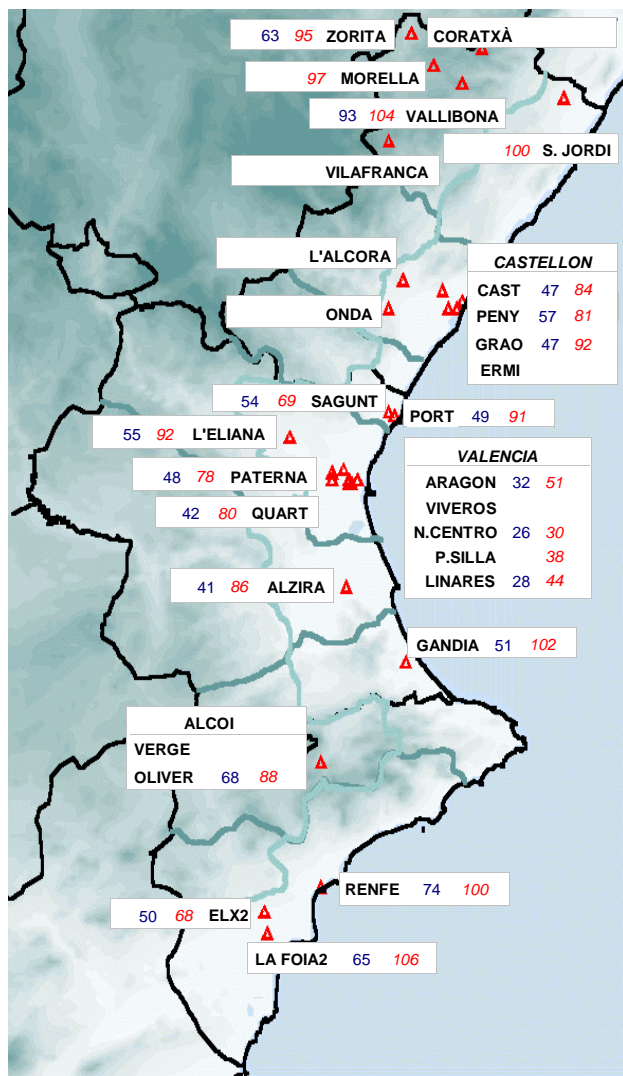 63 95 ZORITA
CORATXÀ
97 MORELLA
93 104 VALLIBONA
100 S. JORDI
VILAFRANCA
L'ALCORA
CASTELLON
CAST 47 84
PENY 57 81
GRAO 47 92
ERMI
ONDA
54 69 SAGUNT
PORT 49 91
55 92 L'ELIANA
VALENCIA
ARAGON 32 51
VIVEROS
N.CENTRO 26 30
P.SILLA 38
LINARES 28 44
48 78 PATERNA
42 80 QUART
41 86 ALZIRA
GANDIA 51 102
ALCOI
VERGE
OLIVER 68 88
RENFE 74 100
50 68 ELX2
LA FOIA2 65 106